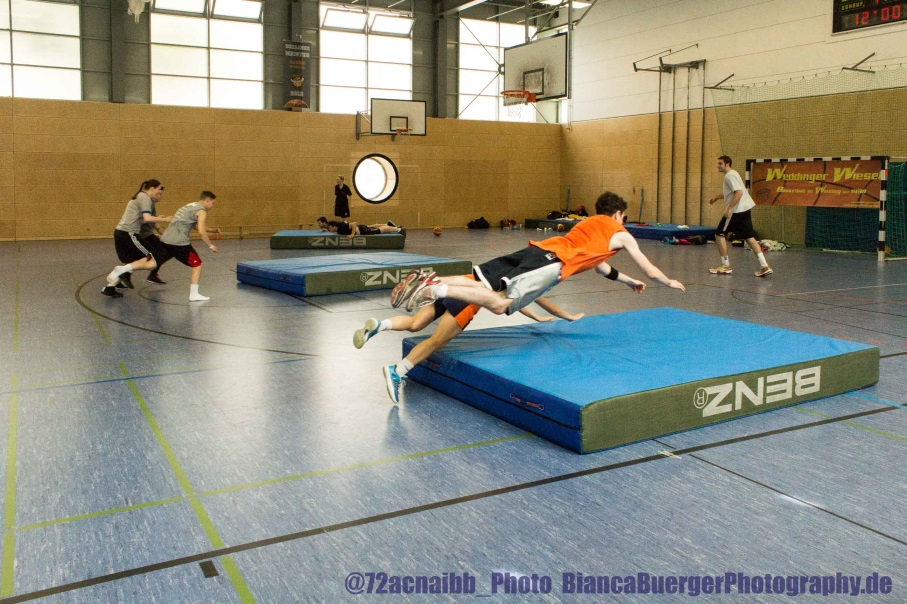 12:00
Weddinger Wiesel
BENZ
BENZ
BENZ
@72acnaibb_Photo BiancaBuergerPhotography.de